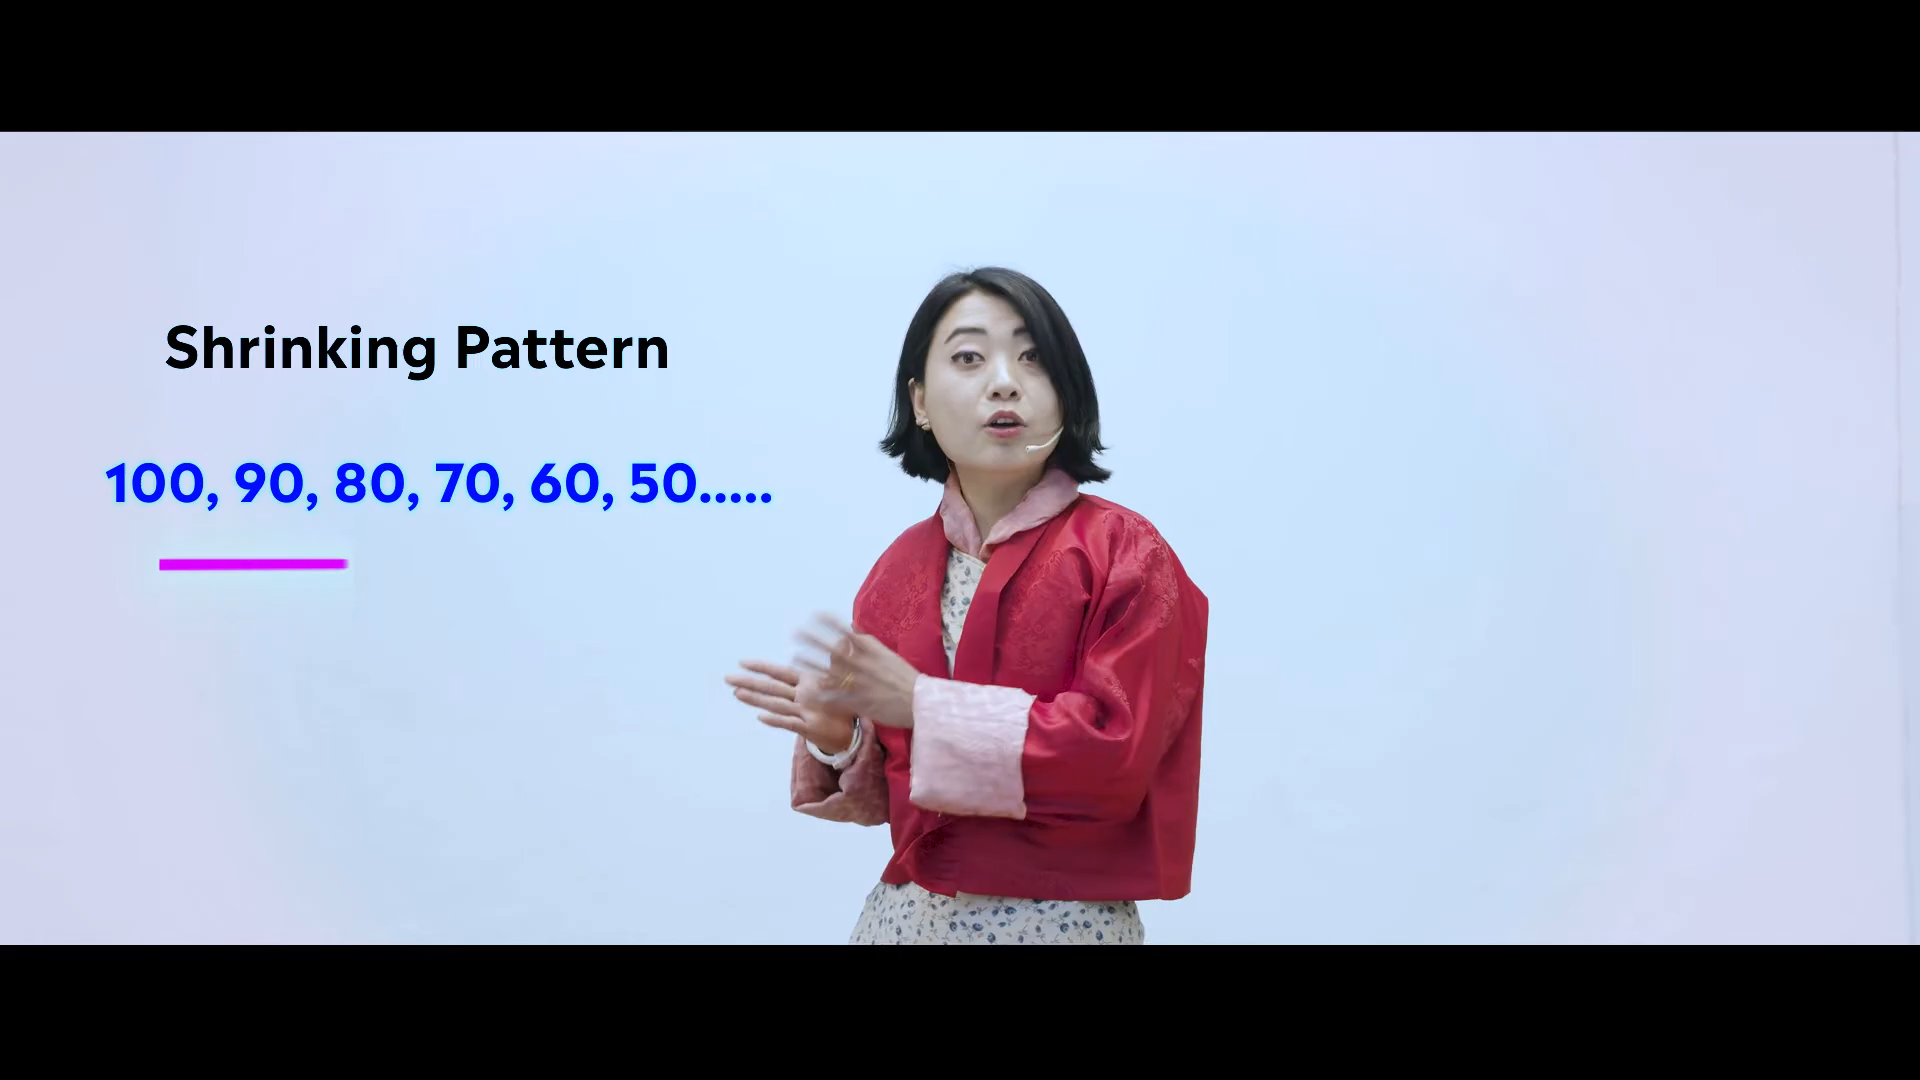 Shrinking Pattern
100, 90, 80, 70, 60, 50.....